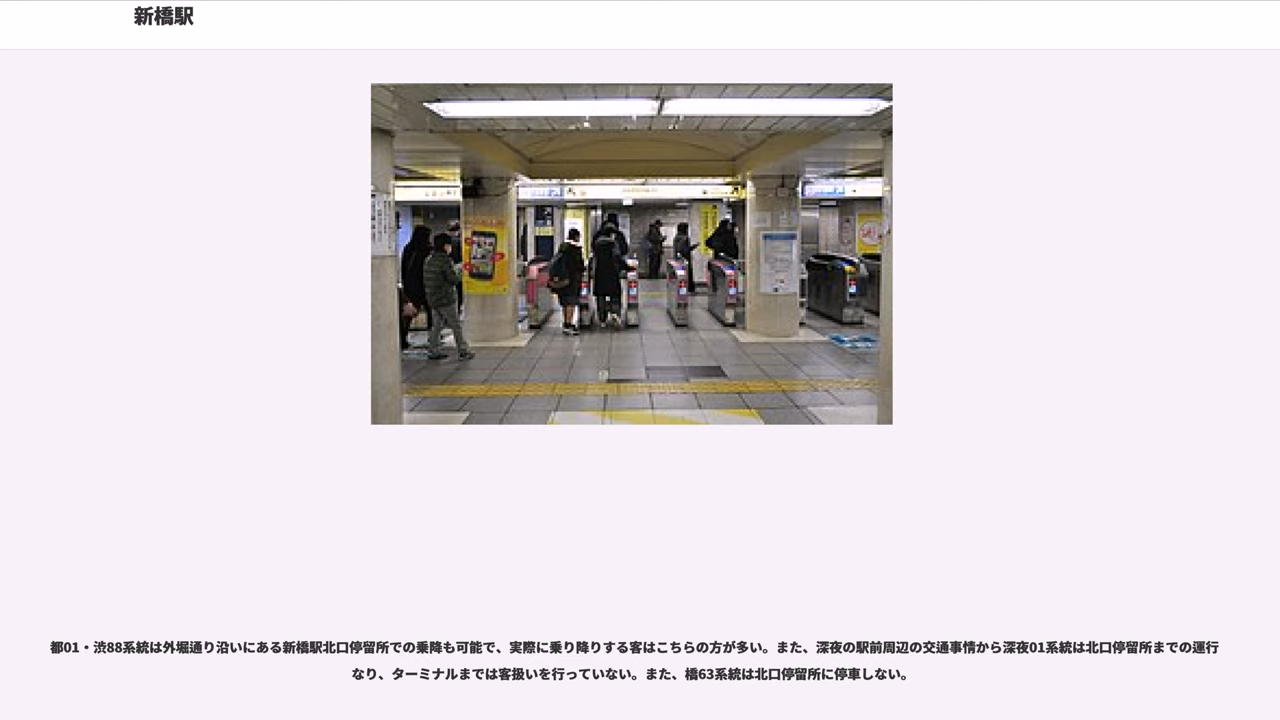 新橋駅
都01・渋88系統は外堀通り沿いにある新橋駅北口停留所での乗降も可能で、実際に乗り降りする客はこちらの方が多い。また、深夜の駅前周辺の交通事情から深夜01系統は北口停留所までの運行
なり、ターミナルまでは客扱いを行っていない。また、橋63系統は北口停留所に停車しない。